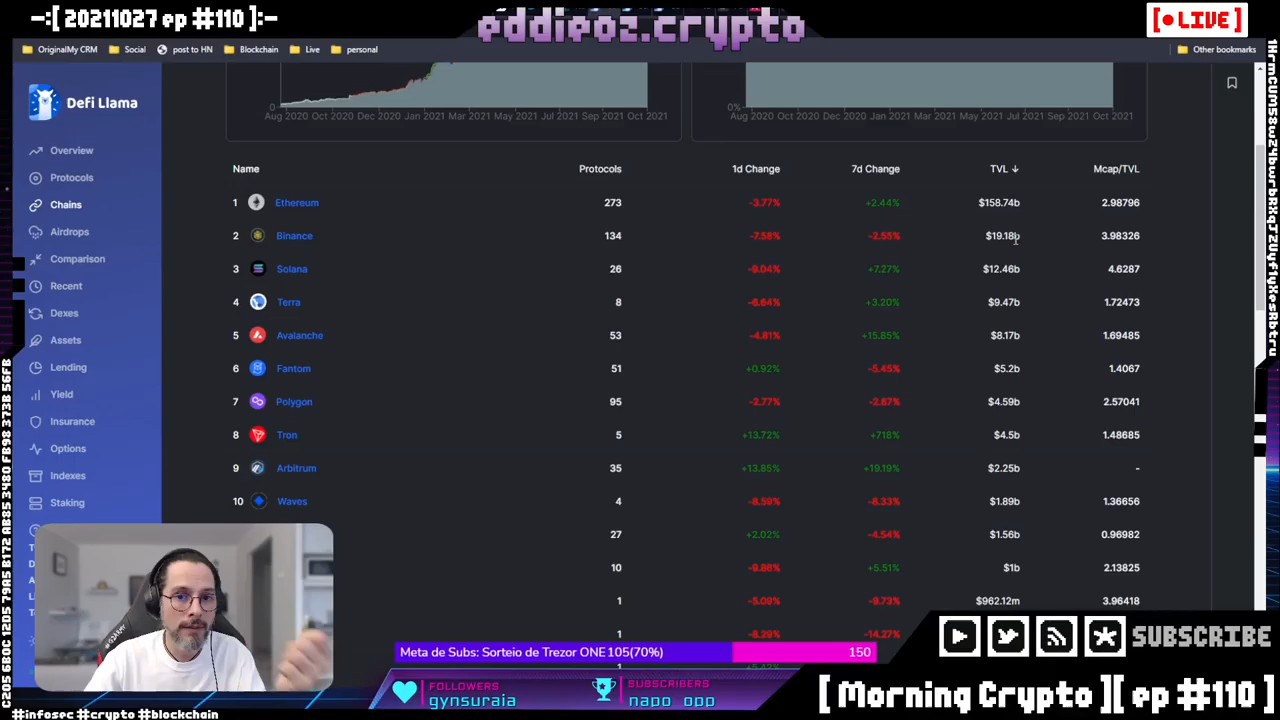 -:[ 20211027 ep #110 ]:-
eddieoz.crypto
[● LIVE]
OriginalMy CRM
Social
post to HN
Blockchain
Live
personal
Other bookmarks
Defi Llama
Overview
Protocols
Chains
Airdrops
Comparison
Recent
Dexes
Assets
Lending
Yield
Insurance
Options
Indexes
Staking
0
Aug 2020 Oct 2020 Dec 2020 Jan 2021 Mar 2021 May 2021 Jul 2021 Sep 2021 Oct 2021
0%
Aug 2020 Oct 2020 Dec 2020 Jan 2021 Mar 2021 May 2021 Jul 2021 Sep 2021 Oct 2021
Name Protocols 1d Change 7d Change TVL ↓ Mcap/TVL
1 Ethereum 273 -3.77% +2.44% $158.74b 2.98796
2 Binance 134 -7.58% -2.55% $19.18b 3.98326
3 Solana 26 -9.04% +7.27% $12.46b 4.6287
4 Terra 8 -6.64% +3.20% $9.47b 1.72473
5 Avalanche 53 -4.81% +15.85% $8.17b 1.69485
6 Fantom 51 +0.92% -5.45% $5.2b 1.4067
7 Polygon 95 -2.77% -2.67% $4.59b 2.57041
8 Tron 5 +13.72% +718% $4.5b 1.48685
9 Arbitrum 35 +13.85% +19.19% $2.25b -
10 Waves 4 -8.59% -8.33% $1.89b 1.36656
27 +2.02% -4.54% $1.56b 0.96982
10 -9.86% +5.51% $1b 2.13825
1 -5.09% -9.73% $962.12m 3.96418
1 -8.29% -14.27%
Meta de Subs: Sorteio de Trezor ONE 105(70%) 150
FOLLOWERS
gynsuraia
SUBSCRIBERS
napo_opp
SUBSCRIBE
[ Morning Crypto ][ ep #110 ]
#infosec #crypto #blockchain